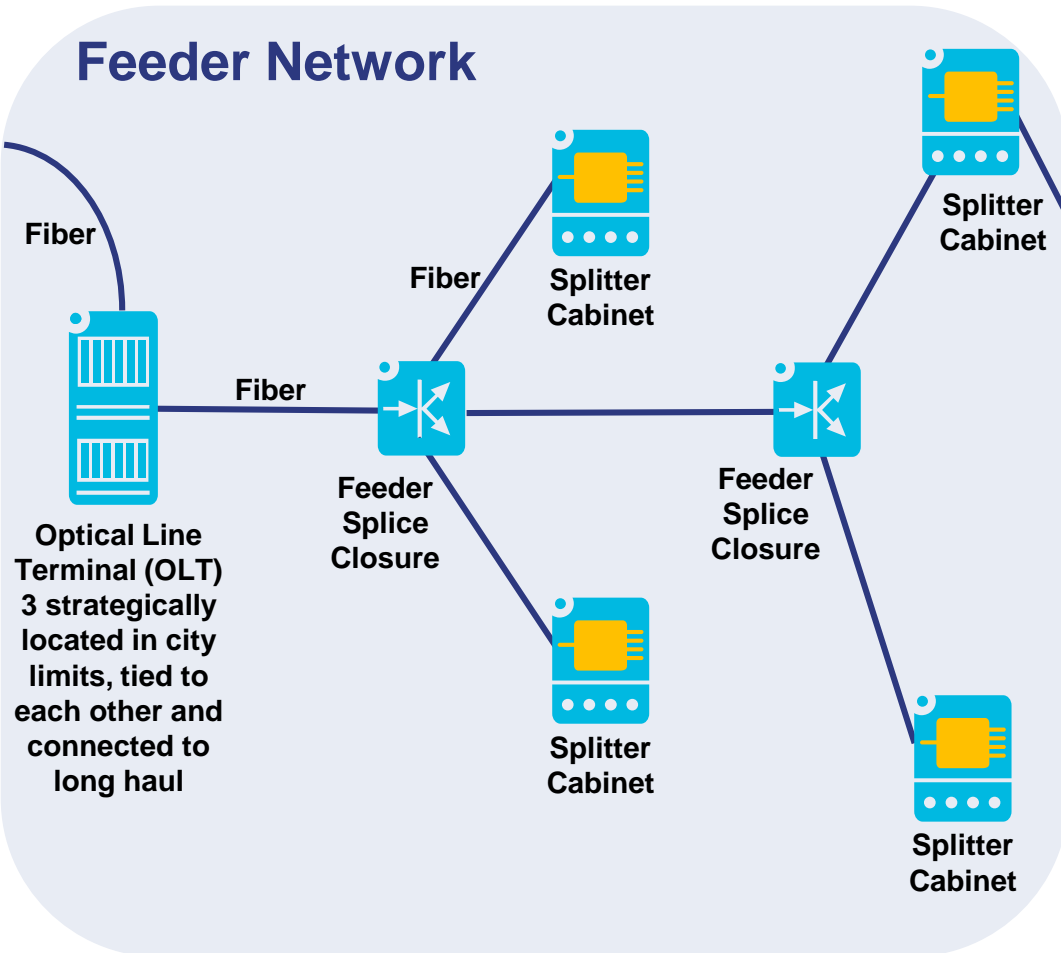 Feeder Network
Fiber
Fiber
Fiber
Splitter
Cabinet
Splitter
Cabinet
Feeder
Splice
Closure
Feeder
Splice
Closure
Optical Line
Terminal (OLT)
3 strategically
located in city
limits, tied to
each other and
connected to
long haul
Splitter
Cabinet
Splitter
Cabinet